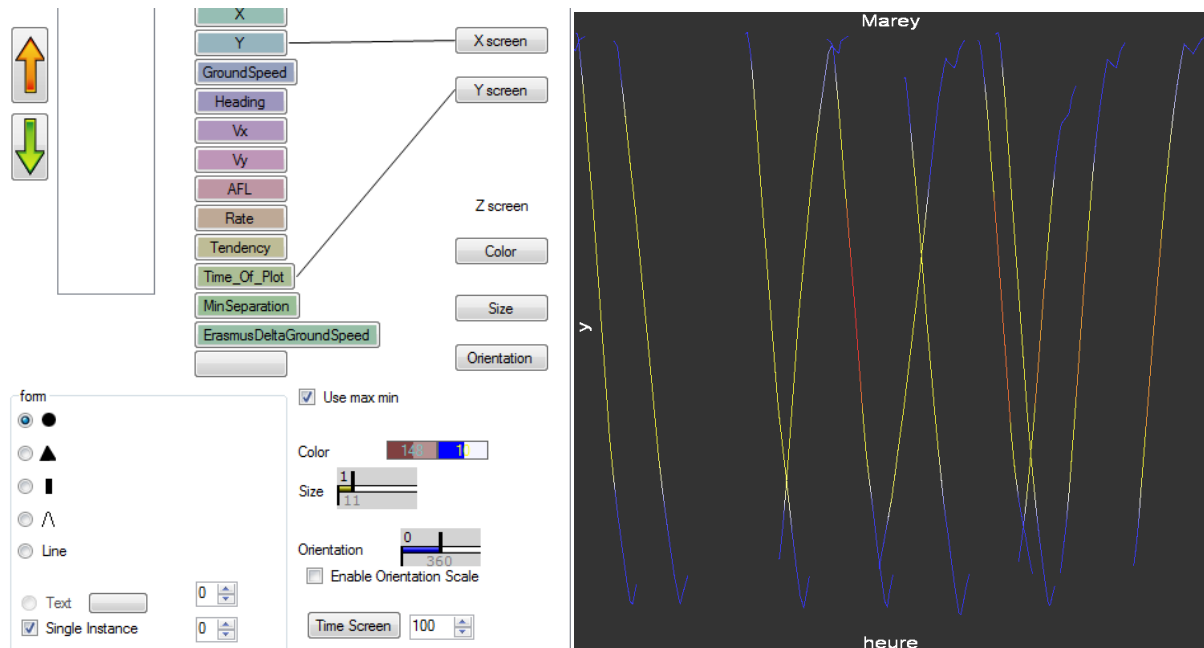 X
Y
GroundSpeed
Heading
Vx
Vy
AFL
Rate
Tendency
Time_Of_Plot
MinSeparation
ErasmusDeltaGroundSpeed
X screen
Y screen
Z screen
Color
Size
Orientation
form
Line
Text
0
Single Instance
0
Use max min
Color
Size
1
11
Orientation
0
360
Enable Orientation Scale
Time Screen
100
Marey
y
heure